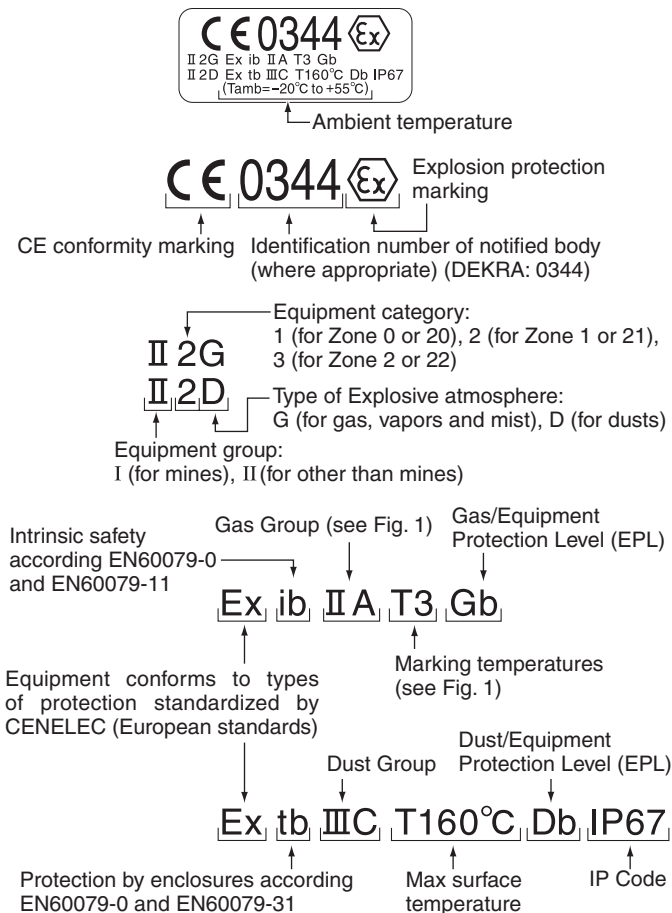 CE 0344 Ex
Ⅱ 2G Ex ib ⅡA T3 Gb
Ⅱ 2D Ex tb ⅢC T160°C Db IP67
(Tamb=−20°C to +55°C)
Ambient temperature
CE 0344 Ex
Explosion protection
marking
CE conformity marking
Identification number of notified body
(where appropriate) (DEKRA: 0344)
Equipment category:
1 (for Zone 0 or 20), 2 (for Zone 1 or 21),
3 (for Zone 2 or 22)
Ⅱ 2G
Ⅱ 2D
Type of Explosive atmosphere:
G (for gas, vapors and mist), D (for dusts)
Equipment group:
I (for mines), II (for other than mines)
Intrinsic safety
according EN60079-0
and EN60079-11
Gas Group (see Fig. 1)
Gas/Equipment
Protection Level (EPL)
Ex ib ⅡA T3 Gb
Equipment conforms to types
of protection standardized by
CENELEC (European standards)
Marking temperatures
(see Fig. 1)
Dust Group
Dust/Equipment
Protection Level (EPL)
Ex tb ⅢC T160°C Db IP67
Protection by enclosures according
EN60079-0 and EN60079-31
Max surface
temperature
IP Code